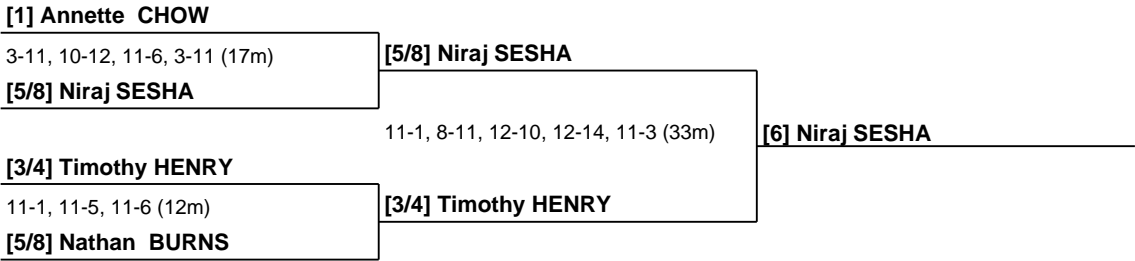 [1] Annette CHOW
3-11, 10-12, 11-6, 3-11 (17m)
[5/8] Niraj SESHA
[5/8] Niraj SESHA
11-1, 8-11, 12-10, 12-14, 11-3 (33m)
[6] Niraj SESHA
[3/4] Timothy HENRY
11-1, 11-5, 11-6 (12m)
[3/4] Timothy HENRY
[5/8] Nathan BURNS